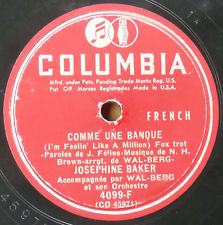 COLUMBIA
Mfrd. under Pats. Pending Trade Marks Reg. U.S.
Pat. Off. Marcas Registradas Made in U.S.A.
FRENCH
COMME UNE BANQUE
(I'm Feelin' Like A Million) Fox trot
-Paroles de J. Féline-Musique de N. H.
Brown-arrgt. de WAL-BERG-
JOSEPHINE BAKER
Accompagnée par WAL-BERG
et son Orchestre
4099-F
(CO 4597)